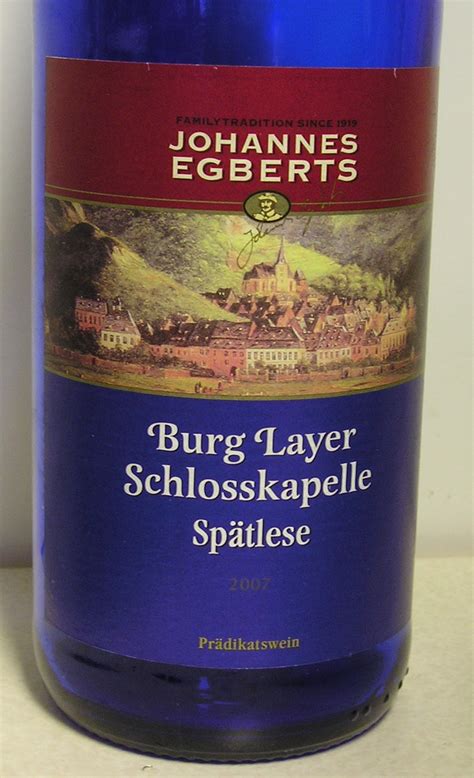 FAMILYTRADITION SINCE 1919
JOHANNES
EGBERTS
Burg Layer
Schlosskapelle
Spätlese
2007
Prädikatswein